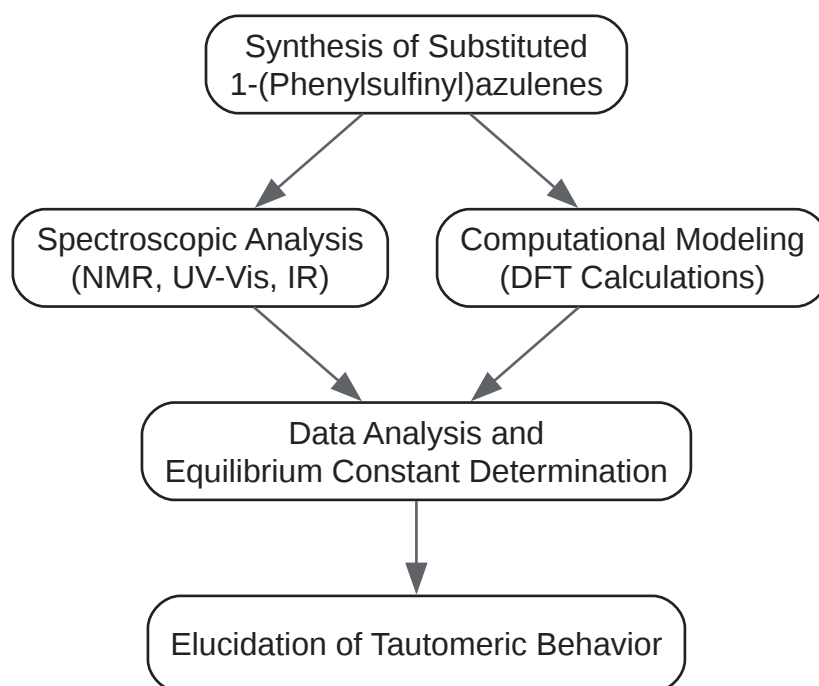 Synthesis of Substituted
1-(Phenylsulfinyl)azulenes
Spectroscopic Analysis
(NMR, UV-Vis, IR)
Computational Modeling
(DFT Calculations)
Data Analysis and
Equilibrium Constant Determination
Elucidation of Tautomeric Behavior